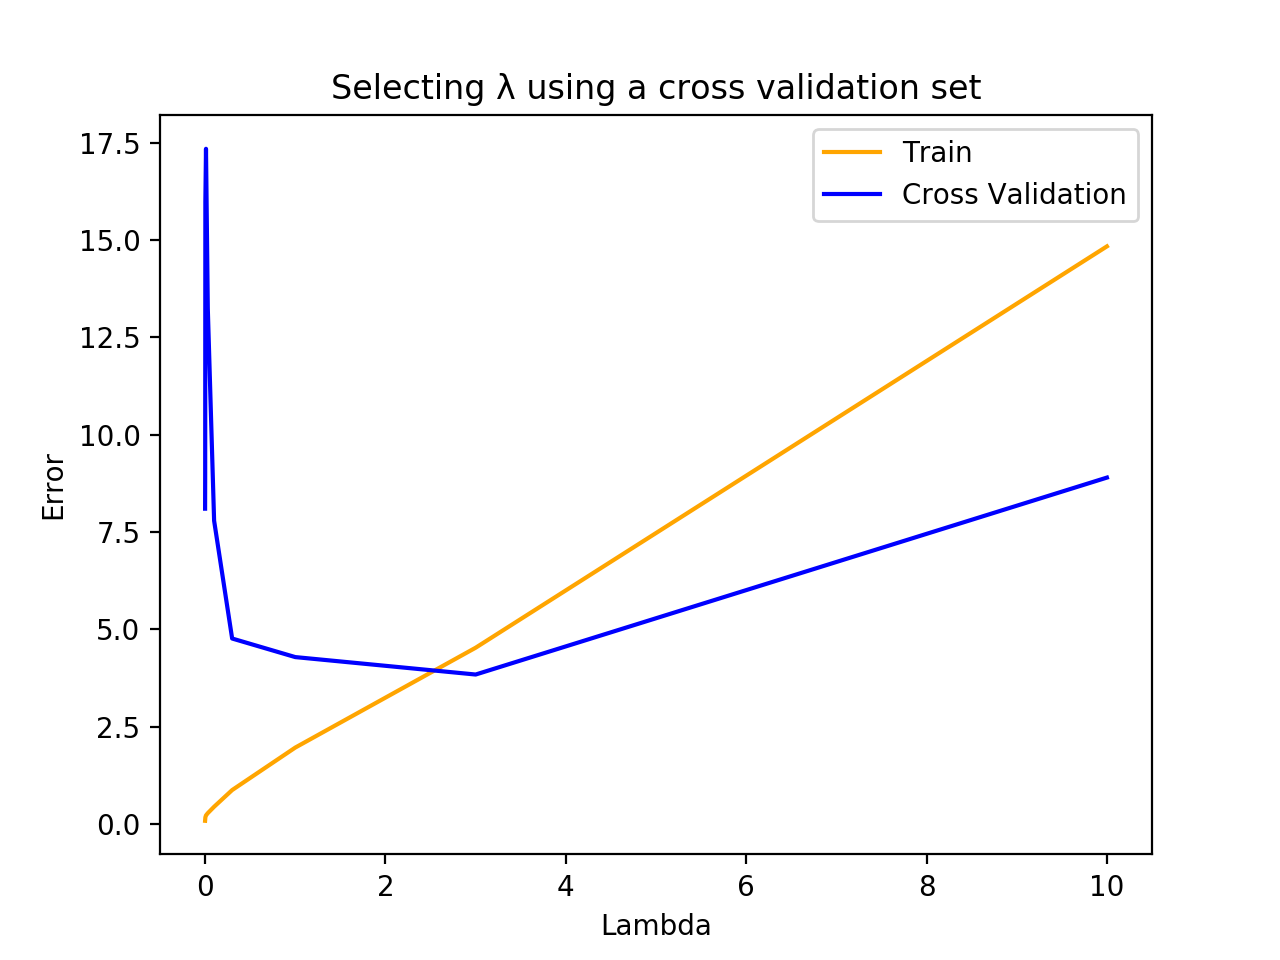 Selecting λ using a cross validation set
Train
Cross Validation
17.5
15.0
12.5
10.0
7.5
5.0
2.5
0.0
Error
0 2 4 6 8 10
Lambda